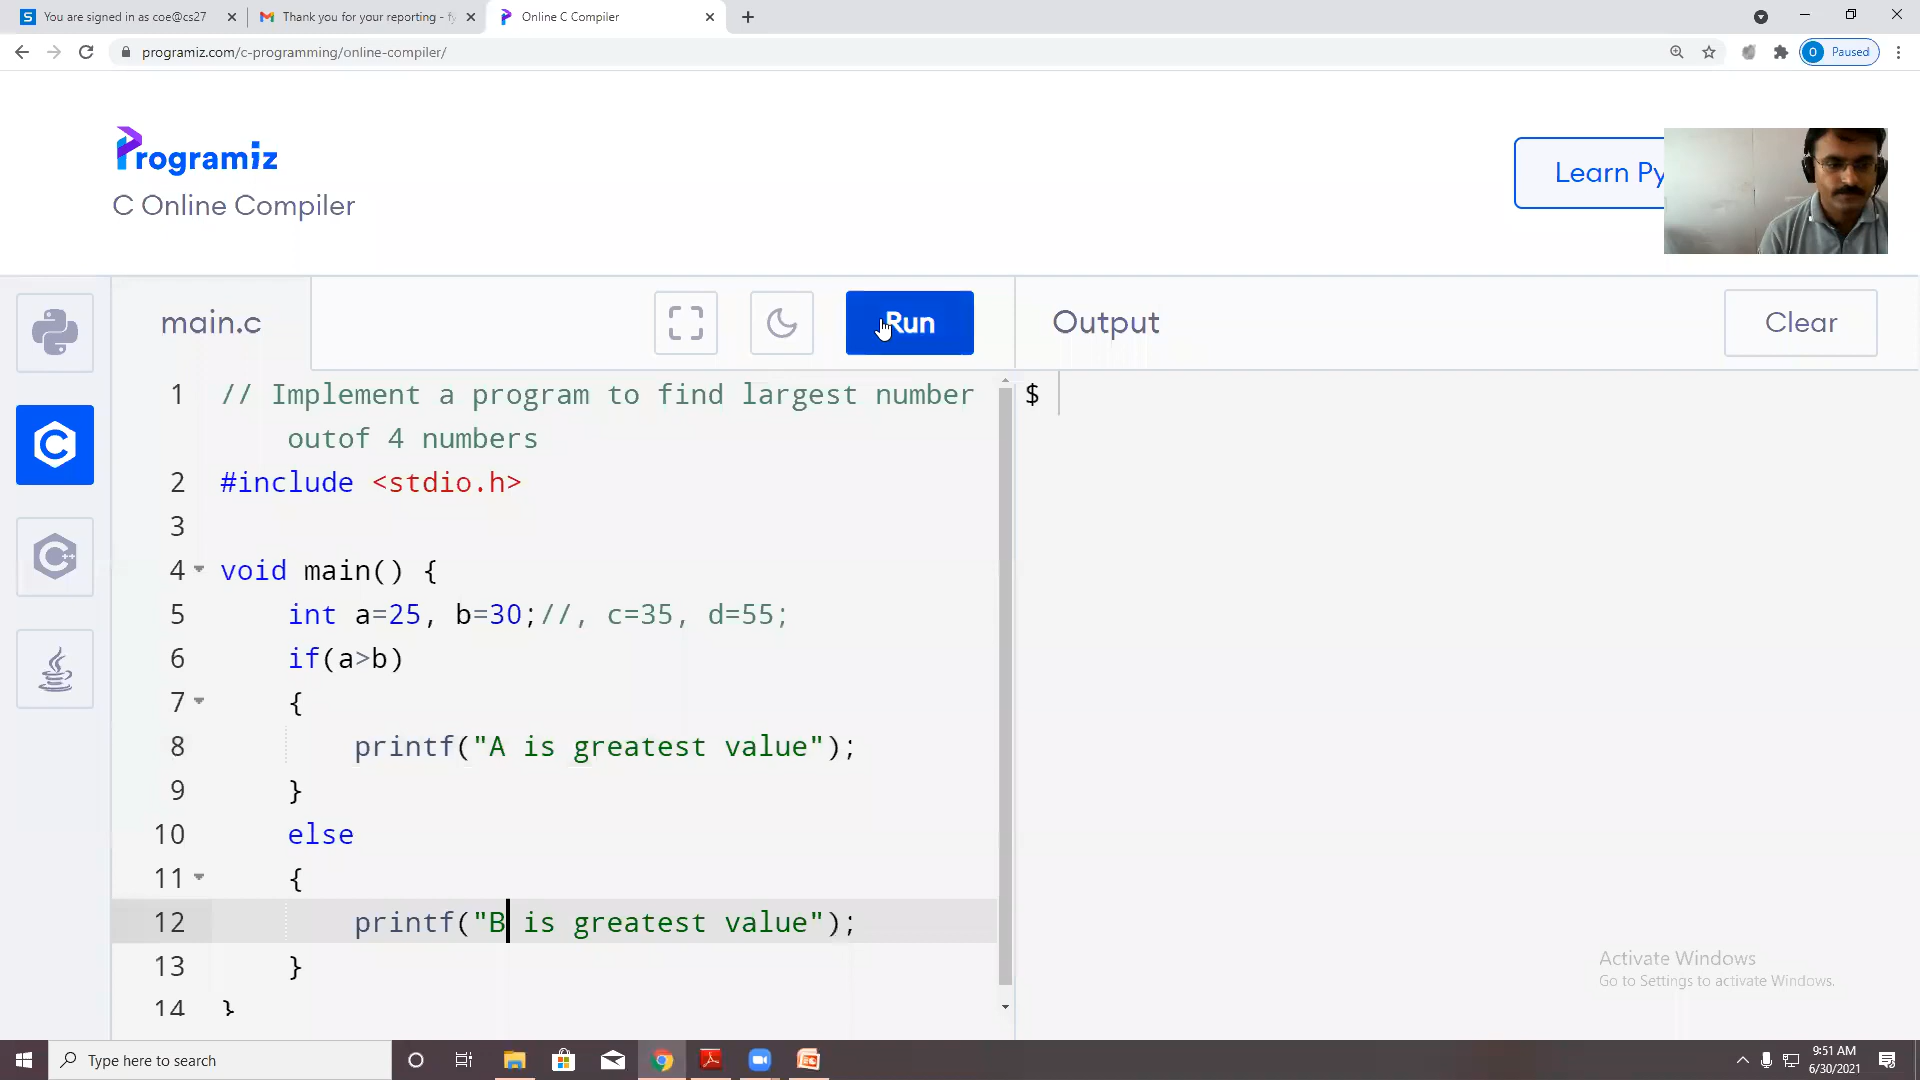 You are signed in as coe@cs27
Thank you for your reporting - fy
Online C Compiler
programiz.com/c-programming/online-compiler/
O Paused
Programiz
C Online Compiler
Learn Py
main.c
Run
Output
Clear
1 // Implement a program to find largest number
outof 4 numbers
2 #include <stdio.h>
3
4 void main() {
5 int a=25, b=30;//, c=35, d=55;
6 if(a>b)
7 {
8 printf("A is greatest value");
9 }
10 else
11 {
12 printf("B is greatest value");
13 }
14 }
$
Activate Windows
Go to Settings to activate Windows.
Type here to search
9:51 AM
6/30/2021